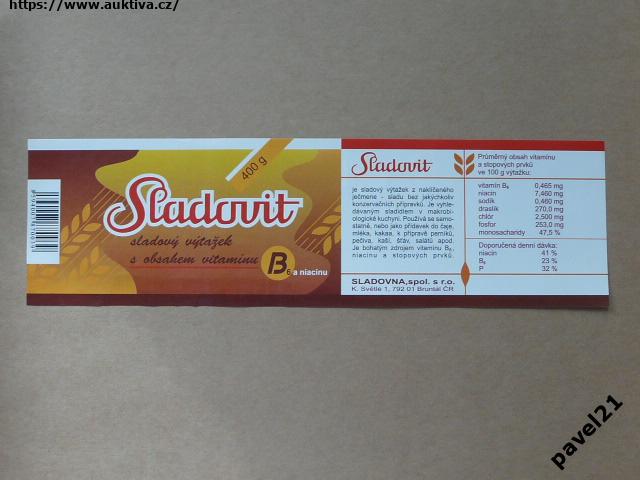 https://www.auktiva.cz/
400 g
Sladovit
sladový výtažek
s obsahem vitamínu B6 a niacinu
Sladovit
je sladový výtažek z naklíčeného
ječmene - sladu bez jakýchkoliv
konzervačních přípravků. Je vyhle-
dávaným sladidlem v makrobi-
ologické kuchyni. Používá se samo-
statně, nebo jako přídavek do čaje,
mléka, kakaa, k přípravě perníků,
pečiva, kaší, šťáv, salátů apod.
Je bohatým zdrojem vitamínu B6,
niacinu a stopových prvků.
SLADOVNA,spol. s r.o.
K. Světlé 1, 792 01 Bruntál ČR
Průměrný obsah vitamínu
a stopových prvků
ve 100 g výtažku:
vitamín B6 0,465 mg
niacin 7,460 mg
sodík 0,460 mg
draslík 270,0 mg
chlór 2,500 mg
fosfor 253,0 mg
monosacharidy 47,5 %
Doporučená denní dávka:
niacin 41 %
B6 23 %
P 32 %
pavel21